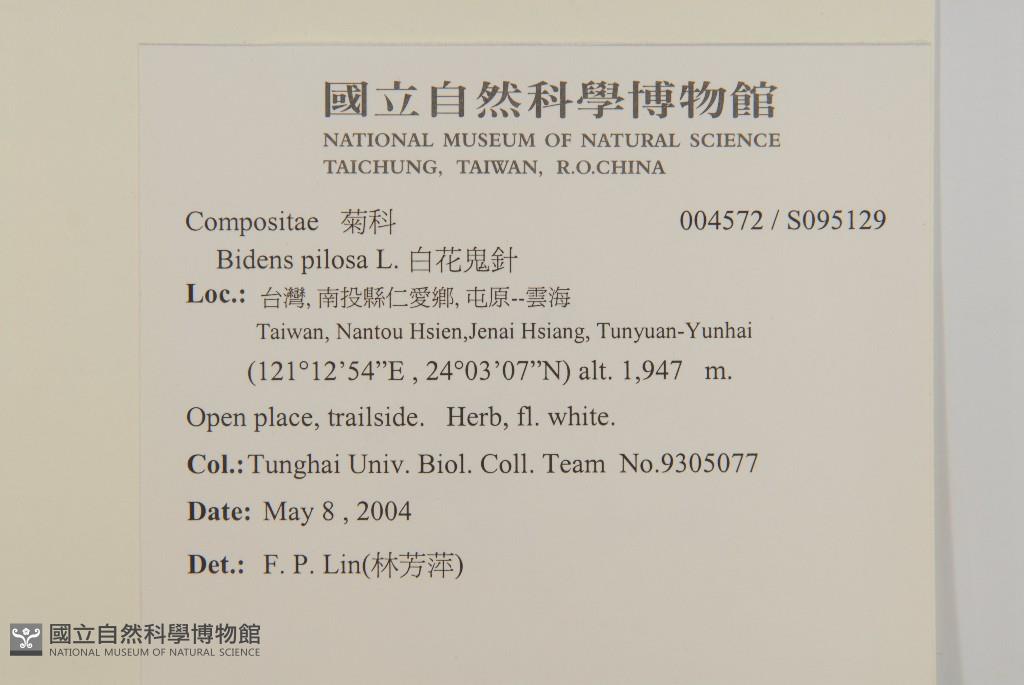 國立自然科學博物館
NATIONAL MUSEUM OF NATURAL SCIENCE
TAICHUNG, TAIWAN, R.O.CHINA
Compositae 菊科 004572 / S095129
Bidens pilosa L. 白花鬼針
Loc.: 台灣, 南投縣仁愛鄉, 屯原--雲海
Taiwan, Nantou Hsien,Jenai Hsiang, Tunyuan-Yunhai
(121°12’54”E , 24°03’07”N) alt. 1,947 m.
Open place, trailside. Herb, fl. white.
Col.: Tunghai Univ. Biol. Coll. Team No.9305077
Date: May 8 , 2004
Det.: F. P. Lin(林芳萍)
國立自然科學博物館
NATIONAL MUSEUM OF NATURAL SCIENCE